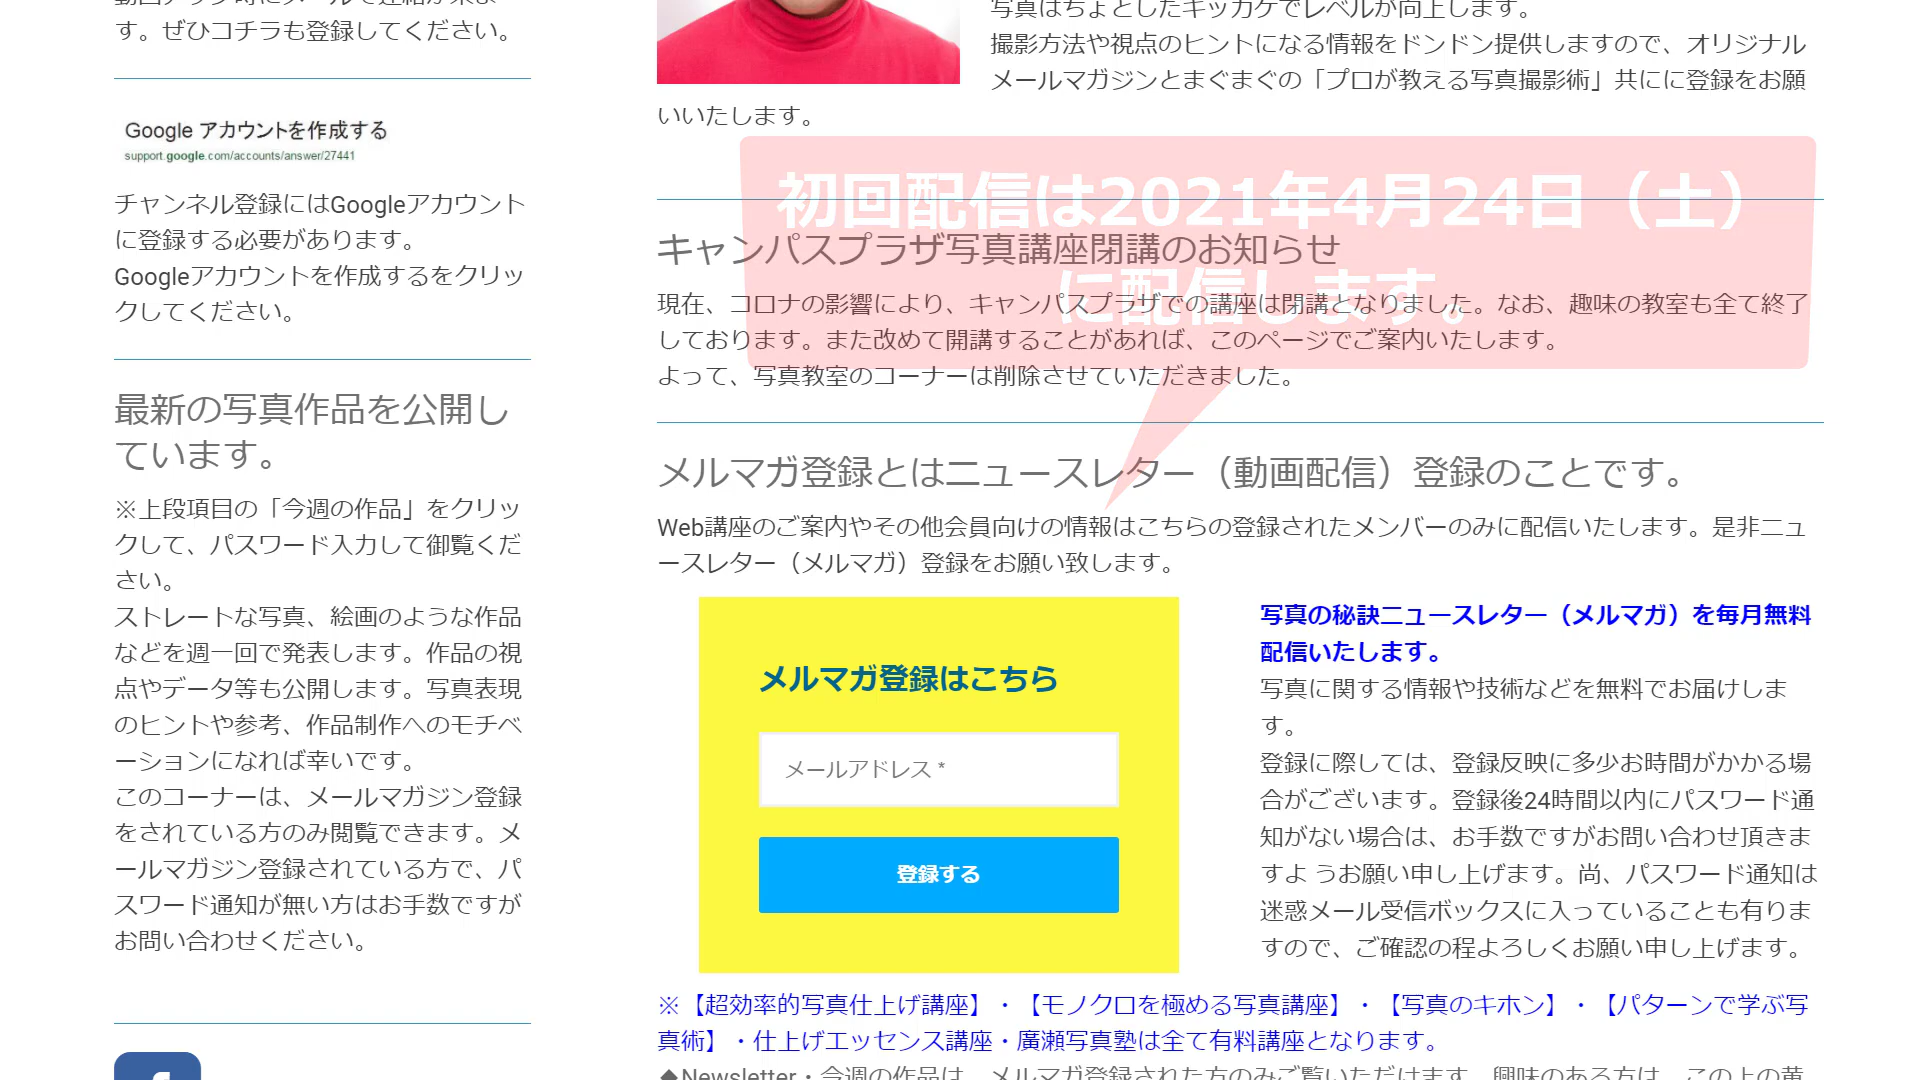 す。ぜひコチラも登録してください。
Google アカウントを作成する
support.google.com/accounts/answer/27441
チャンネル登録にはGoogleアカウント
に登録する必要があります。
Googleアカウントを作成するをクリッ
クしてください。
最新の写真作品を公開し
ています。
※上段項目の「今週の作品」をクリッ
クして、パスワード入力して御覧くだ
さい。
ストレートな写真、絵画のような作品
などを週一回で発表します。作品の視
点やデータ等も公開します。写真表現
のヒントや参考、作品制作へのモチベ
ーションになれば幸いです。
このコーナーは、メールマガジン登録
をされている方のみ閲覧できます。メ
ールマガジン登録されている方で、パ
スワード通知が無い方はお手数ですが
お問い合わせください。
写真はちょとしたキッカケでレベルが向上します。
撮影方法や視点のヒントになる情報をドンドン提供しますので、オリジナル
メールマガジンとまぐまぐの「プロが教える写真撮影術」共にに登録をお願
いいたします。
初回配信は2021年4月24日（土）
に配信します。
キャンパスプラザ写真講座閉講のお知らせ
現在、コロナの影響により、キャンパスプラザでの講座は閉講となりました。なお、趣味の教室も全て終了
しております。また改めて開講することがあれば、このページでご案内いたします。
よって、写真教室のコーナーは削除させていただきました。
メルマガ登録とはニュースレター（動画配信）登録のことです。
Web講座のご案内やその他会員向けの情報はこちらの登録されたメンバーのみに配信いたします。是非ニュ
ースレター（メルマガ）登録をお願い致します。
メルマガ登録はこちら
メールアドレス *
登録する
写真の秘訣ニュースレター（メルマガ）を毎月無料
配信いたします。
写真に関する情報や技術などを無料でお届けしま
す。
登録に際しては、登録反映に多少お時間がかかる場
合がございます。登録後24時間以内にパスワード通
知がない場合は、お手数ですがお問い合わせ頂きま
すよ うお願い申し上げます。尚、パスワード通知は
迷惑メール受信ボックスに入っていることも有りま
すので、ご確認の程よろしくお願い申し上げます。
※【超効率的写真仕上げ講座】・【モノクロを極める写真講座】・【写真のキホン】・【パターンで学ぶ写
真術】・仕上げエッセンス講座・廣瀬写真塾は全て有料講座となります。
◆Newsletter・今週の作品は、メルマガ登録された方のみご覧いただけます。興味のある方は、この上の黄